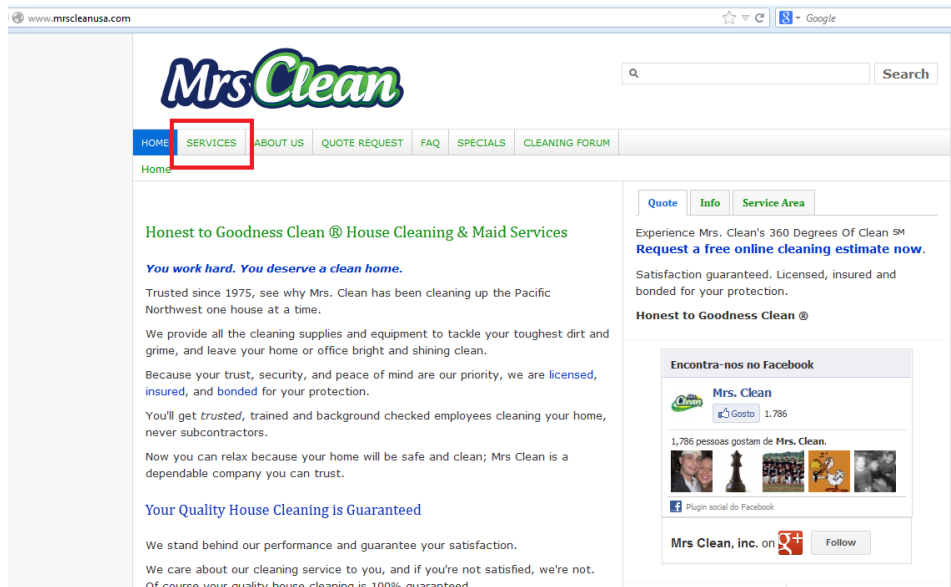 www.mrscleanusa.com
Google
Mrs Clean
Search
HOME SERVICES ABOUT US QUOTE REQUEST FAQ SPECIALS CLEANING FORUM
Home
Honest to Goodness Clean ® House Cleaning & Maid Services
You work hard. You deserve a clean home.
Trusted since 1975, see why Mrs. Clean has been cleaning up the Pacific
Northwest one house at a time.
We provide all the cleaning supplies and equipment to tackle your toughest dirt and
grime, and leave your home or office bright and shining clean.
Because your trust, security, and peace of mind are our priority, we are licensed,
insured, and bonded for your protection.
You'll get trusted, trained and background checked employees cleaning your home,
never subcontractors.
Now you can relax because your home will be safe and clean; Mrs Clean is a
dependable company you can trust.
Your Quality House Cleaning is Guaranteed
We stand behind our performance and guarantee your satisfaction.
We care about our cleaning service to you, and if you're not satisfied, we're not.
Of course your quality house cleaning is 100% guaranteed
Quote Info Service Area
Experience Mrs. Clean's 360 Degrees Of Clean ℠
Request a free online cleaning estimate now.
Satisfaction guaranteed. Licensed, insured and
bonded for your protection.
Honest to Goodness Clean ®
Encontra-nos no Facebook
Clean
Mrs. Clean
Gosto 1.786
1,786 pessoas gostam de Mrs. Clean.
Plugin social do Facebook
Mrs Clean, inc. on g+ Follow